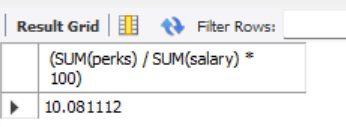 Result Grid Filter Rows:
(SUM(perks) / SUM(salary) *
100)
10.081112